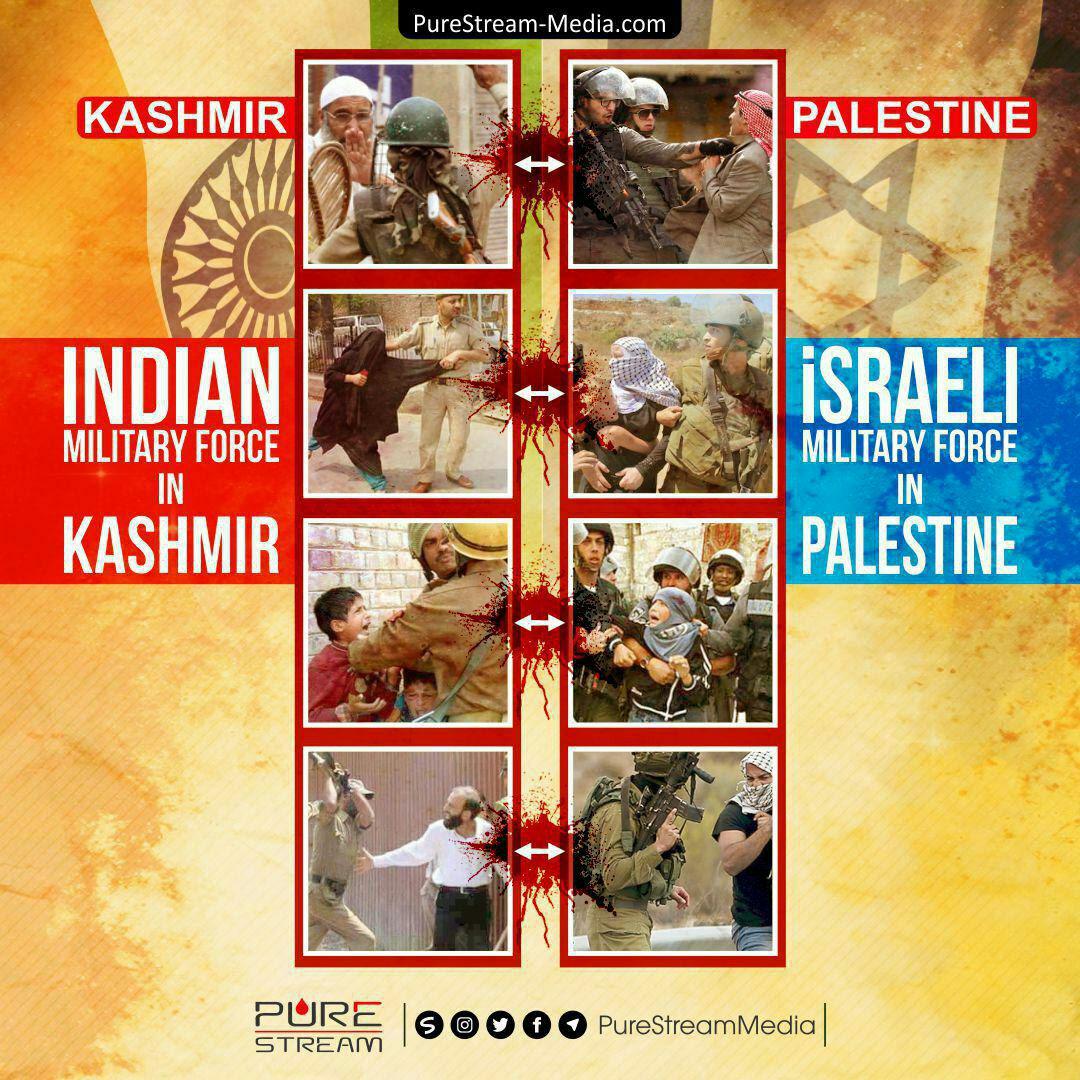 PureStream-Media.com
KASHMIR
PALESTINE
INDIAN
MILITARY FORCE
IN
KASHMIR
iSRAELI
MILITARY FORCE
IN
PALESTINE
PURE
STREAM
PureStreamMedia